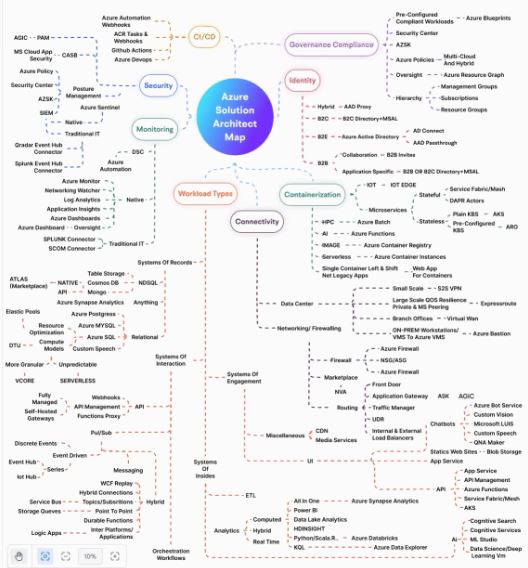 Azure
Solution
Architect
Map
CI/CD
Azure Automation
Webhooks
ACR Tasks &
Webhooks
Github Actions
Azure Devops
Security
AGIC
PAM
MS Cloud App
Security
CASB
Azure Policy
Security Center
AZSK
Posture
Management
Azure Sentinel
SIEM
Native
Traditional IT
Qradar Event Hub
Connector
Splunk Event Hub
Connector
Monitoring
DSC
Azure
Automation
Azure Monitor
Networking Watcher
Log Analytics
Application Insights
Azure Dashboards
Azure Dashboard
Oversight
Native
SPLUNK Connector
SCOM Connector
Traditional IT
Governance Compliance
Pre-Configured
Compliant Workloads
Azure Blueprints
Security Center
AZSK
Azure Policies
Multi-Cloud
And Hybrid
Oversight
Azure Resource Graph
Hierarchy
Management Groups
Subscriptions
Resource Groups
Identity
Hybrid
AAD Proxy
B2C
B2C Directory+MSAL
B2E
Azure Active Directory
AD Connect
AAD Passthrough
B2B
Collaboration
B2B Invites
Application Specific
B2B OR B2C Directory+MSAL
Workload Types
Connectivity
Containerization
IOT
IOT EDGE
Microservices
Stateful
Service Fabric/Mash
DAPR Actors
Stateless
Plain KBS
AKS
Pre-Configured
KBS
ARO
HPC
Azure Batch
AI
Azure Functions
IMAGE
Azure Container Registry
Serverless
Azure Container Instances
Single Container Left & Shift
Net Legacy Apps
Web App
For Containers
Data Center
Small Scale
S2S VPN
Large Scale QOS Resilience
Private & MS Peering
Expressroute
Branch Offices
Virtual Wan
ON-PREM Workstations/
VMS To Azure VMS
Azure Bastion
Networking/ Firewalling
Firewall
Azure Firewall
NSG/ASG
Azure Firewall
Marketplace
NVA
Routing
Front Door
Application Gateway
ASK
AGIC
Traffic Manager
UDR
Internal & External
Load Balancers
Systems Of Records
ATLAS
(Marketplace)
NATIVE
API
Table Storage
Cosmos DB
Mongo
NDSQL
Azure Synapse Analytics
Anything
Elastic Pools
Resource
Optimization
DTU
Compute
Models
Azure Postgress
Azure MYSQL
Azure SQL
Custom Speech
Relational
More Granular
Unpredictable
VCORE
SERVERLESS
Systems Of
Interaction
Fully
Managed
Self-Hosted
Gateways
Webhooks
API Management
Functions Proxy
API
Pul/Sub
Discrete Events
Event Driven
Event Hub
Series
Iot Hub
Messaging
WCF Replay
Hybrid Connections
Service Bus
Topics/Subsritions
Hybrid
Storage Queves
Point To Point
Durable Functions
Logic Apps
Inter Platforms/
Applications
Orchestration
Workflows
Systems Of
Engagement
Miscellaneous
CDN
Media Services
UI
Chatbots
Azure Bot Service
Custom Vision
Microsoft LUIS
Custom Speech
QNA Maker
Statics Web Sites
Blob Storage
App Service
API
App Service
API Management
Azure Functions
Service Fabric/Mash
AKS
Systems
Of
Insides
ETL
Analytics
Computed
Hybrid
Real Time
All In One
Azure Synapse Analytics
Power BI
Data Lake Analytics
HDINSIGHT
Python/Scala.R..
Azure Databricks
KQL
Azure Data Explorer
Ai
Cognitive Search
Cognitive Services
ML Studio
Data Science/Deep
Learning Vm
10%